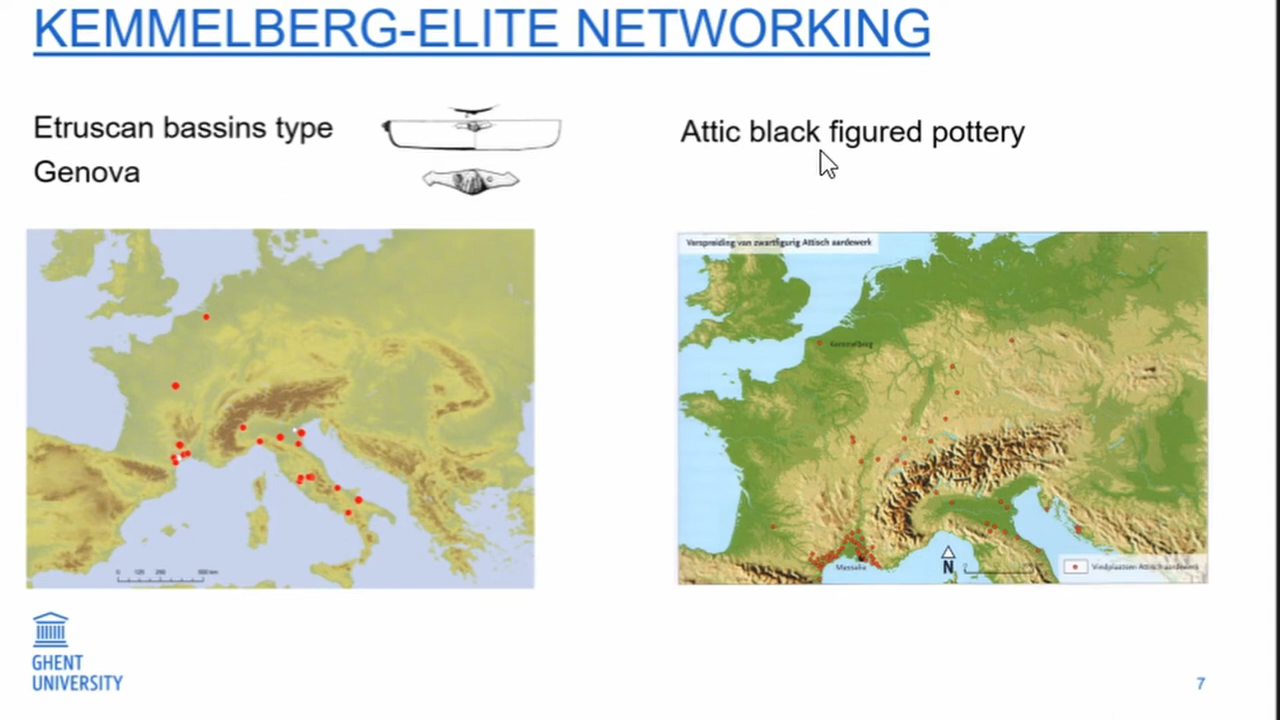 KEMMELBERG-ELITE NETWORKING
Etruscan bassins type
Genova
Attic black figured pottery
Verspreiding van zwartfigurig Attisch aardewerk
Kemmelberg
Massalia
N
Vindplaatsen Attisch aardewerk
GHENT
UNIVERSITY
7